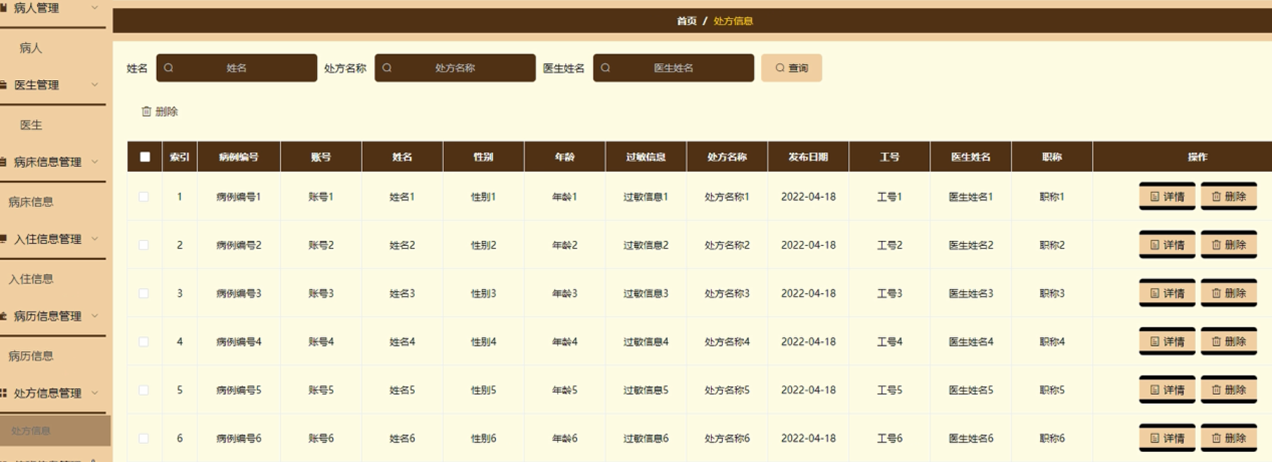 病人管理
首页 / 处方信息
病人
姓名 姓名 处方名称 处方名称 医生姓名 医生姓名 查询
医生管理
删除
医生
索引 病例编号 账号 姓名 性别 年龄 过敏信息 处方名称 发布日期 工号 医生姓名 职称 操作
病床信息管理
1 病例编号1 账号1 姓名1 性别1 年龄1 过敏信息1 处方名称1 2022-04-18 工号1 医生姓名1 职称1 详情 删除
病床信息
入住信息管理
2 病例编号2 账号2 姓名2 性别2 年龄2 过敏信息2 处方名称2 2022-04-18 工号2 医生姓名2 职称2 详情 删除
入住信息
3 病例编号3 账号3 姓名3 性别3 年龄3 过敏信息3 处方名称3 2022-04-18 工号3 医生姓名3 职称3 详情 删除
病历信息管理
4 病例编号4 账号4 姓名4 性别4 年龄4 过敏信息4 处方名称4 2022-04-18 工号4 医生姓名4 职称4 详情 删除
病历信息
处方信息管理
5 病例编号5 账号5 姓名5 性别5 年龄5 过敏信息5 处方名称5 2022-04-18 工号5 医生姓名5 职称5 详情 删除
处方信息
6 病例编号6 账号6 姓名6 性别6 年龄6 过敏信息6 处方名称6 2022-04-18 工号6 医生姓名6 职称6 详情 删除